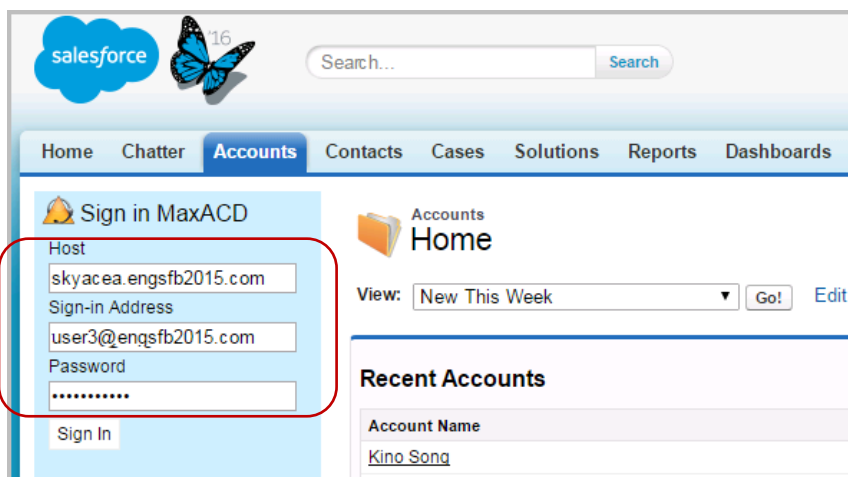 salesforce
'16
Search...
Search
Home Chatter Accounts Contacts Cases Solutions Reports Dashboards
Sign in MaxACD
Host
skyacea.engsfb2015.com
Sign-in Address
user3@engsfb2015.com
Password
•••••••••••
Sign In
Accounts
Home
View: New This Week Go! Edit
Recent Accounts
Account Name
Kino Song